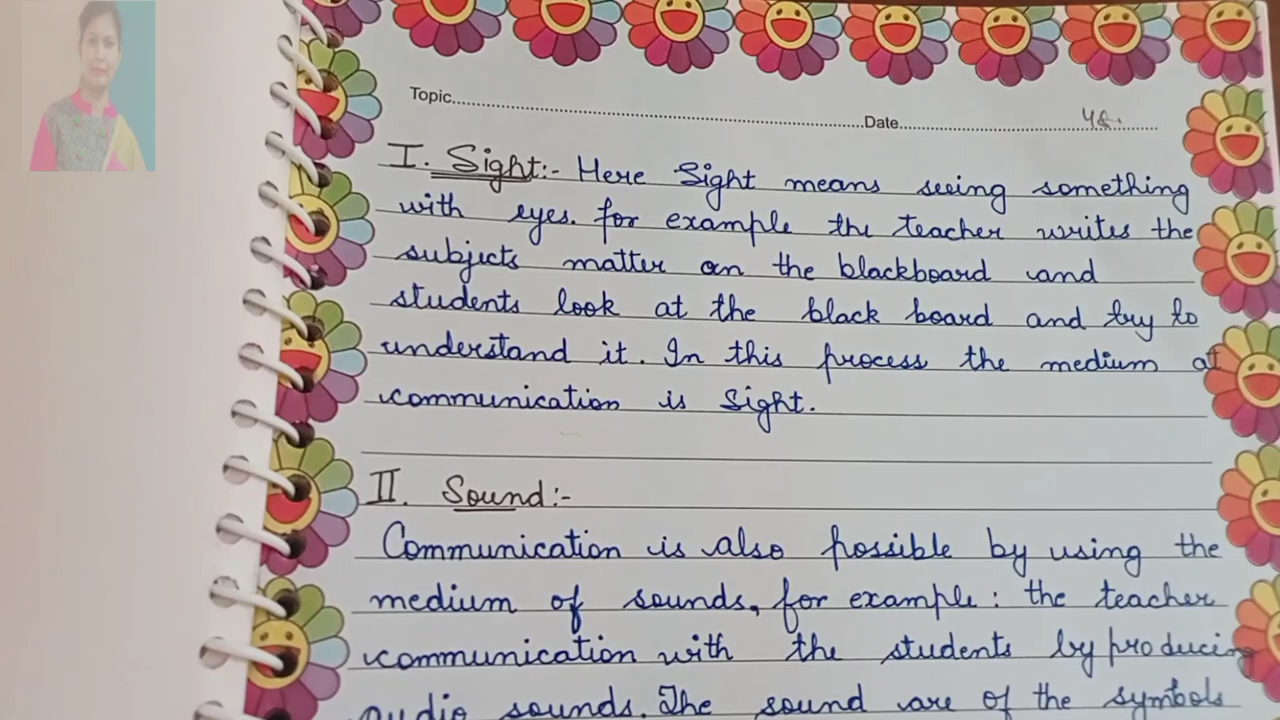 Topic........Date........48.
I. Sight:- Here Sight means seeing something
with eyes. for example the teacher writes the
subjects matter on the blackboard and
students look at the black board and try to
understand it. In this process the medium at
communication is Sight.
II. Sound:-
Communication is also possible by using the
medium of sounds, for example: the teacher
communication with the students by producing
audio sounds. The sound are of the symbols